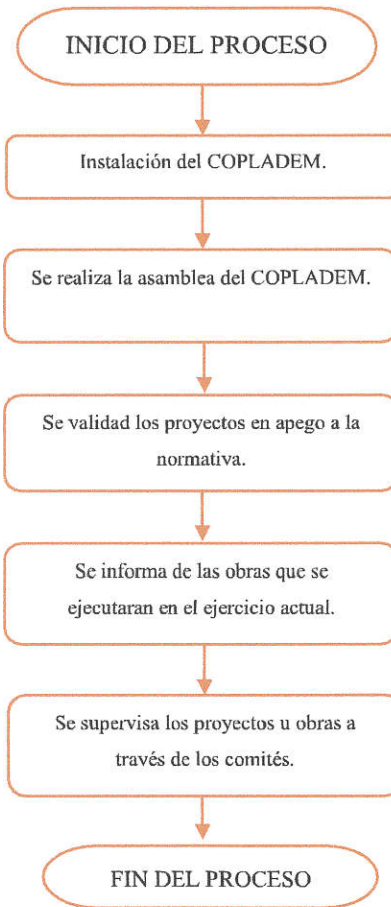 INICIO DEL PROCESO
Instalación del COPLADEM.
Se realiza la asamblea del COPLADEM.
Se validad los proyectos en apego a la
normativa.
Se informa de las obras que se
ejecutaran en el ejercicio actual.
Se supervisa los proyectos u obras a
través de los comités.
FIN DEL PROCESO